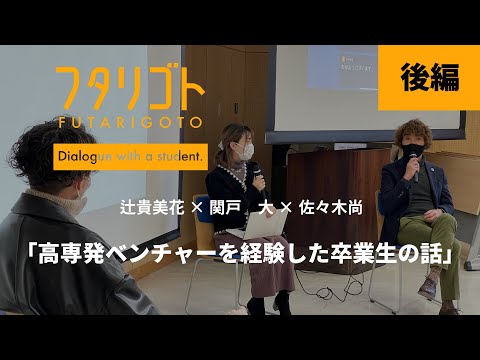 後編
フタリゴト
FUTARIGOTO
Dialogue with a student.
辻貴美花 × 関戸 大 × 佐々木尚
「高専発ベンチャーを経験した卒業生の話」